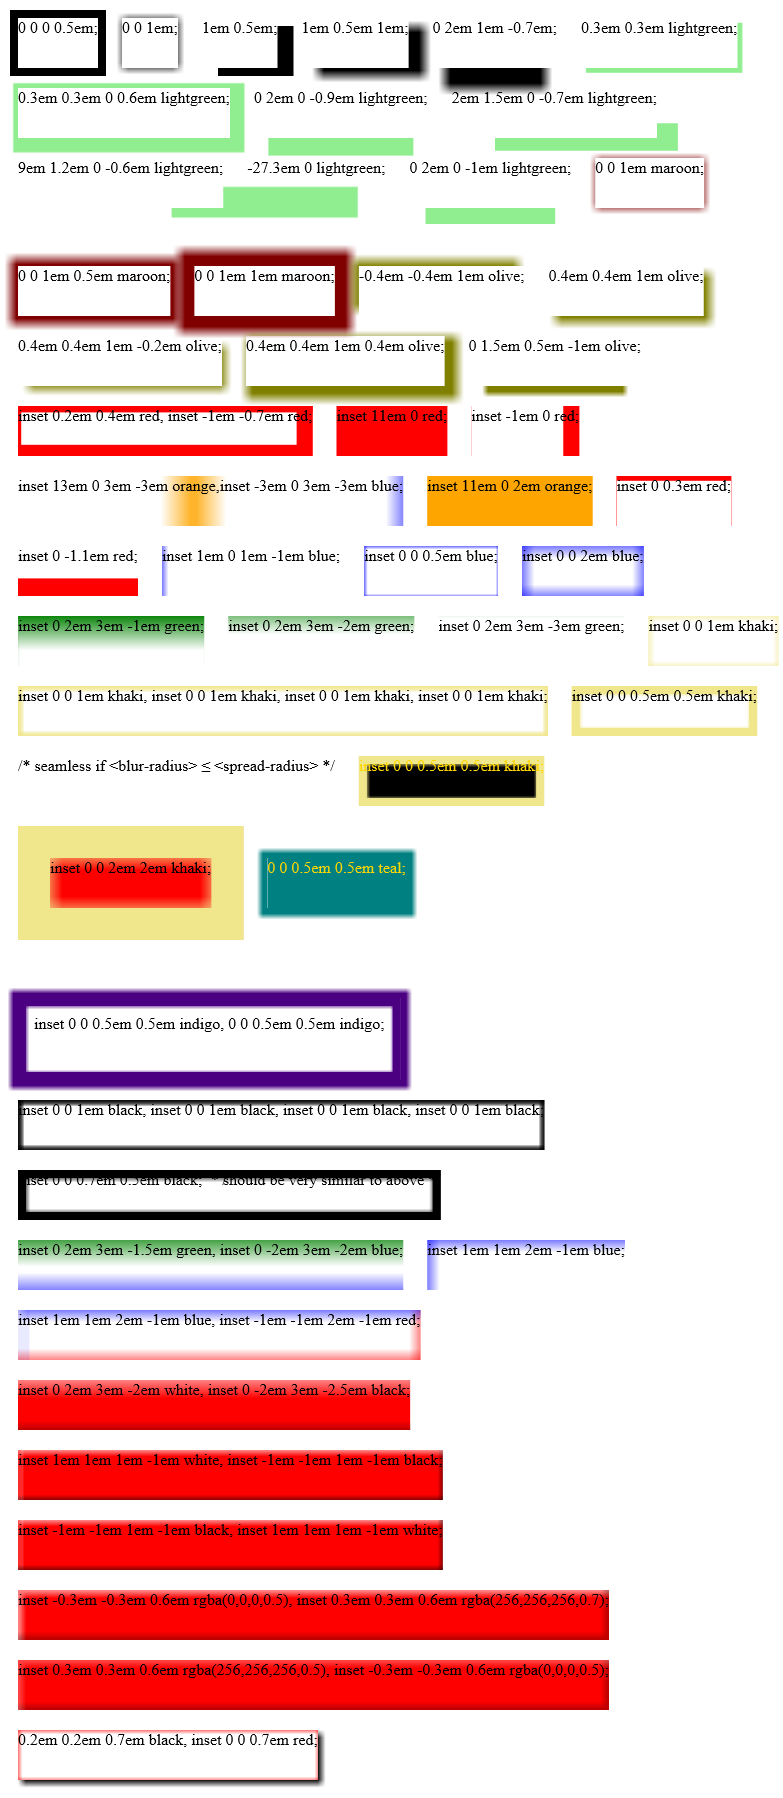 0 0 0 0.5em; 0 0 1em; 1em 0.5em; 1em 0.5em 1em; 0 2em 1em -0.7em; 0.3em 0.3em lightgreen;
0.3em 0.3em 0 0.6em lightgreen; 0 2em 0 -0.9em lightgreen; 2em 1.5em 0 -0.7em lightgreen;
9em 1.2em 0 -0.6em lightgreen; -27.3em 0 lightgreen; 0 2em 0 -1em lightgreen; 0 0 1em maroon;
0 0 1em 0.5em maroon; 0 0 1em 1em maroon; -0.4em -0.4em 1em olive; 0.4em 0.4em 1em olive;
0.4em 0.4em 1em -0.2em olive; 0.4em 0.4em 1em 0.4em olive; 0 1.5em 0.5em -1em olive;
inset 0.2em 0.4em red, inset -1em -0.7em red; inset 11em 0 red; inset -1em 0 red;
inset 13em 0 3em -3em orange,inset -3em 0 3em -3em blue; inset 11em 0 2em orange; inset 0 0 0.3em red;
inset 0 -1.1em red; inset 1em 0 1em -1em blue; inset 0 0 0.5em blue; inset 0 0 2em blue;
inset 0 2em 3em -1em green; inset 0 2em 3em -2em green; inset 0 2em 3em -3em green; inset 0 0 1em khaki;
inset 0 0 1em khaki, inset 0 0 1em khaki, inset 0 0 1em khaki, inset 0 0 1em khaki; inset 0 0 0.5em 0.5em khaki;
/* seamless if <blur-radius> ≤ <spread-radius> */ inset 0 0 0.5em 0.5em khaki;
inset 0 0 2em 2em khaki; 0 0 0.5em 0.5em teal;
inset 0 0 0.5em 0.5em indigo, 0 0 0.5em 0.5em indigo;
inset 0 0 1em black, inset 0 0 1em black, inset 0 0 1em black, inset 0 0 1em black;
inset 0 0 0.7em 0.5em black; * should be very similar to above
inset 0 2em 3em -1.5em green, inset 0 -2em 3em -2em blue; inset 1em 1em 2em -1em blue;
inset 1em 1em 2em -1em blue, inset -1em -1em 2em -1em red;
inset 0 2em 3em -2em white, inset 0 -2em 3em -2.5em black;
inset 1em 1em 1em -1em white, inset -1em -1em 1em -1em black;
inset -1em -1em 1em -1em black, inset 1em 1em 1em -1em white;
inset -0.3em -0.3em 0.6em rgba(0,0,0,0.5), inset 0.3em 0.3em 0.6em rgba(256,256,256,0.7);
inset 0.3em 0.3em 0.6em rgba(256,256,256,0.5), inset -0.3em -0.3em 0.6em rgba(0,0,0,0.5);
0.2em 0.2em 0.7em black, inset 0 0 0.7em red;